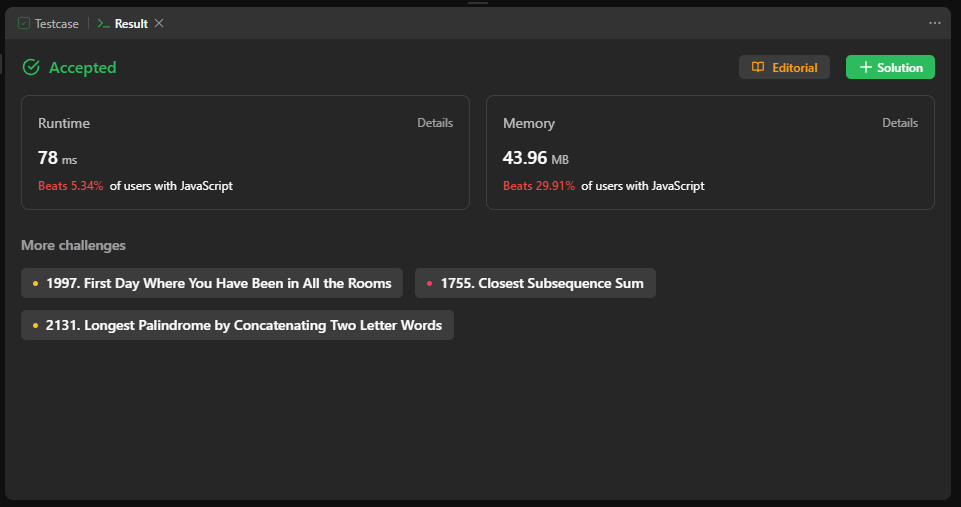 Testcase
Result
Accepted
Editorial
Solution
Runtime
Details
78 ms
Beats 5.34% of users with JavaScript
Memory
Details
43.96 MB
Beats 29.91% of users with JavaScript
More challenges
1997. First Day Where You Have Been in All the Rooms
1755. Closest Subsequence Sum
2131. Longest Palindrome by Concatenating Two Letter Words